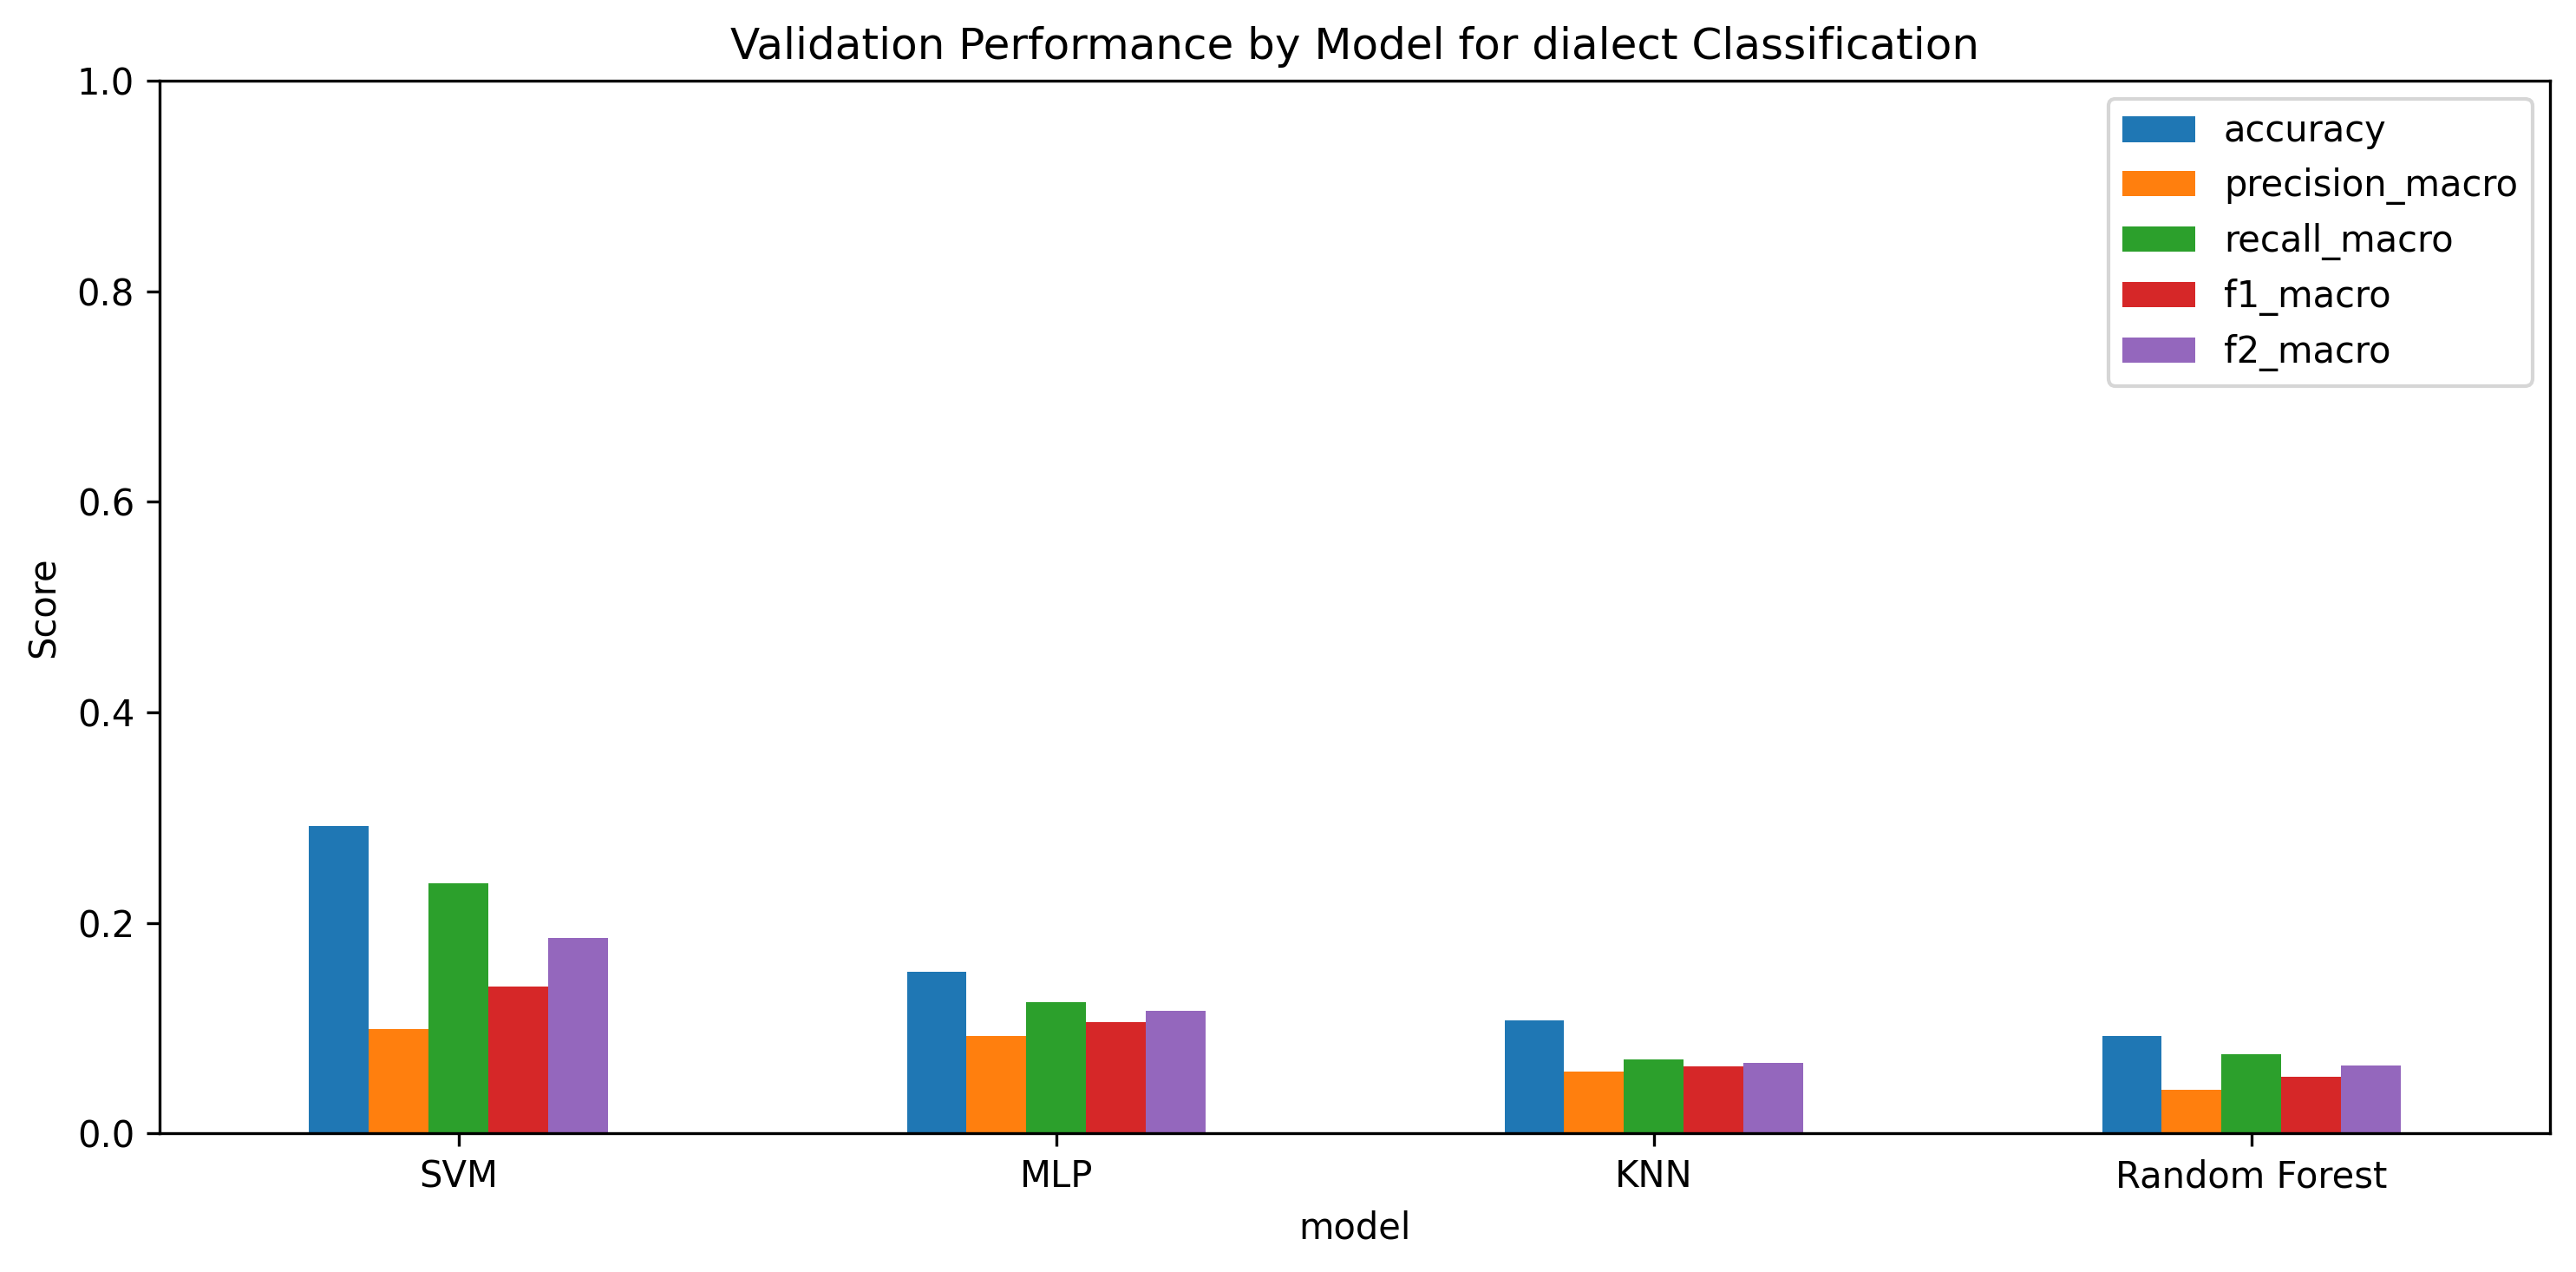 Validation Performance by Model for dialect Classification
1.0
0.8
0.6
0.4
0.2
0.0
Score
accuracy
precision_macro
recall_macro
f1_macro
f2_macro
SVM MLP KNN Random Forest
model